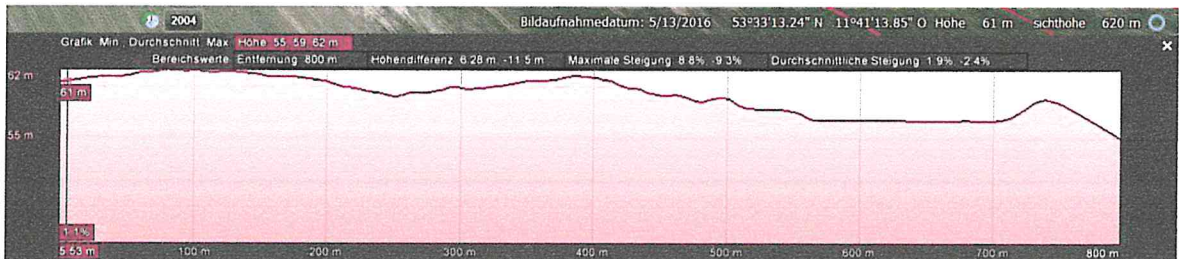 2004 Bildaufnahmedatum: 5/13/2016 53°33'13.24" N 11°41'13.85" O Höhe 61 m sichthöhe 620 m
Grafik Min., Durchschnitt, Max. Höhe 55, 59, 62 m
Bereichswerte Entfernung 800 m Höhendifferenz 8.28 m, -11.5 m Maximale Steigung 8.8%, -9.3% Durchschnittliche Steigung 1.9%, -2.4%
62 m
61 m
55 m
1.1%
5.53 m 100 m 200 m 300 m 400 m 500 m 600 m 700 m 800 m